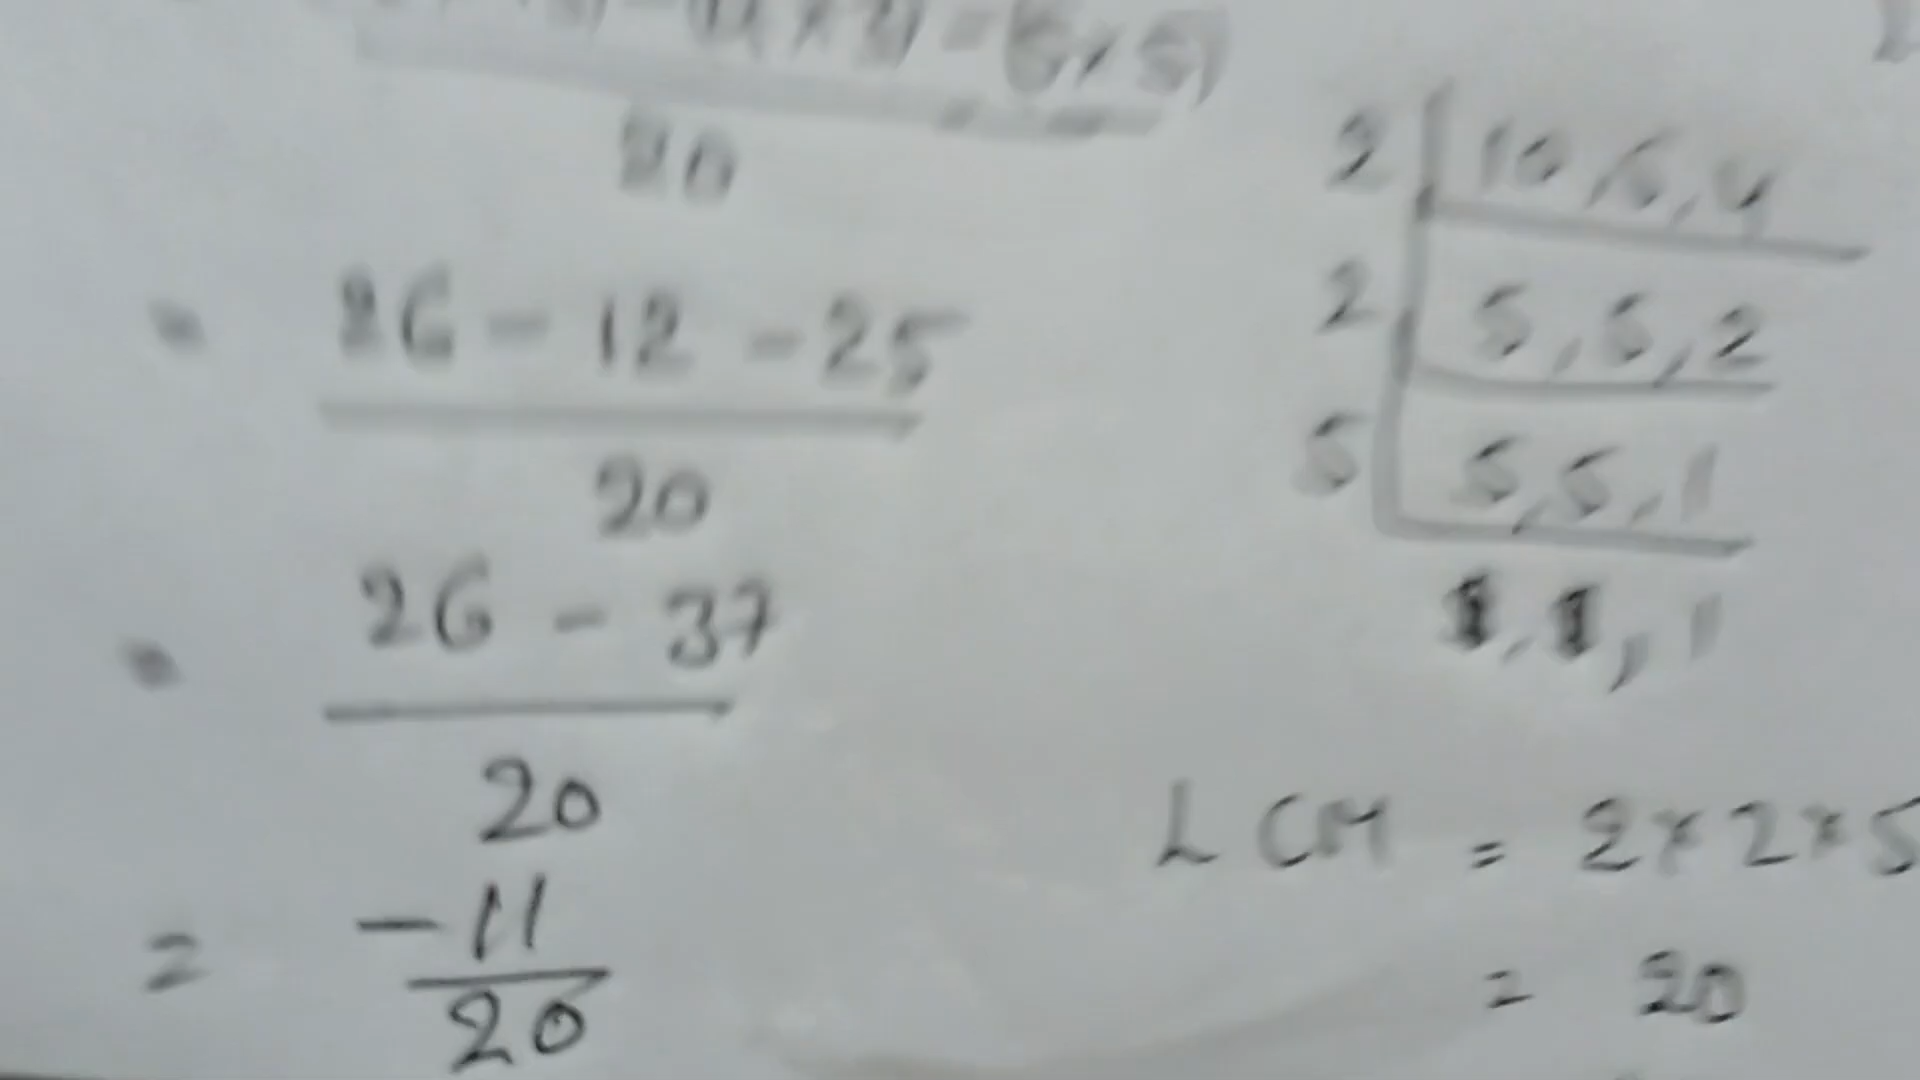 20
= 26 - 12 - 25
20
= 26 - 37
20
= -11
20
2 | 10, 5, 4
2 | 5, 5, 2
5 | 5, 5, 1
1, 1, 1
LCM = 2×2×5
= 20